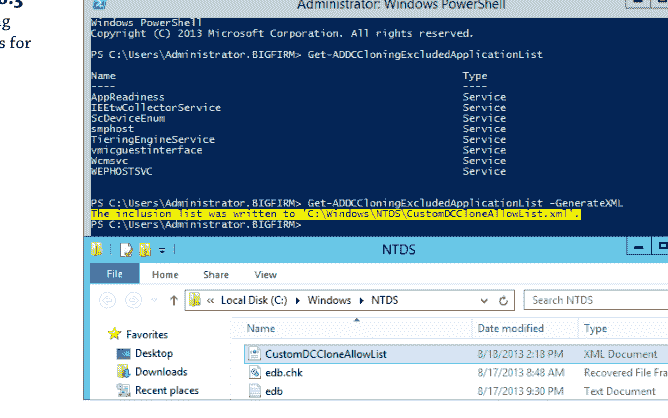 6.3
ng
s for
Administrator: Windows PowerShell
Windows PowerShell
Copyright (C) 2013 Microsoft Corporation. All rights reserved.
PS C:\Users\Administrator.BIGFIRM> Get-ADDCCloningExcludedApplicationList
Name Type
---- ----
AppReadiness Service
IEEtwCollectorService Service
ScDeviceEnum Service
smphost Service
TieringEngineService Service
vmicguestinterface Service
Wcmsvc Service
WEPHOSTSVC Service
PS C:\Users\Administrator.BIGFIRM> Get-ADDCCloningExcludedApplicationList -GenerateXML
The inclusion list was written to 'C:\Windows\NTDS\CustomDCCloneAllowList.xml'.
PS C:\Users\Administrator.BIGFIRM>
NTDS
File Home Share View
« Local Disk (C:) Windows NTDS Search NTDS
Favorites Name Date modified Type
Desktop CustomDCCloneAllowList 8/18/2013 2:18 PM XML Document
Downloads edb.chk 8/17/2013 8:48 AM Recovered File Fra
Recent places edb 8/17/2013 9:30 PM Text Document